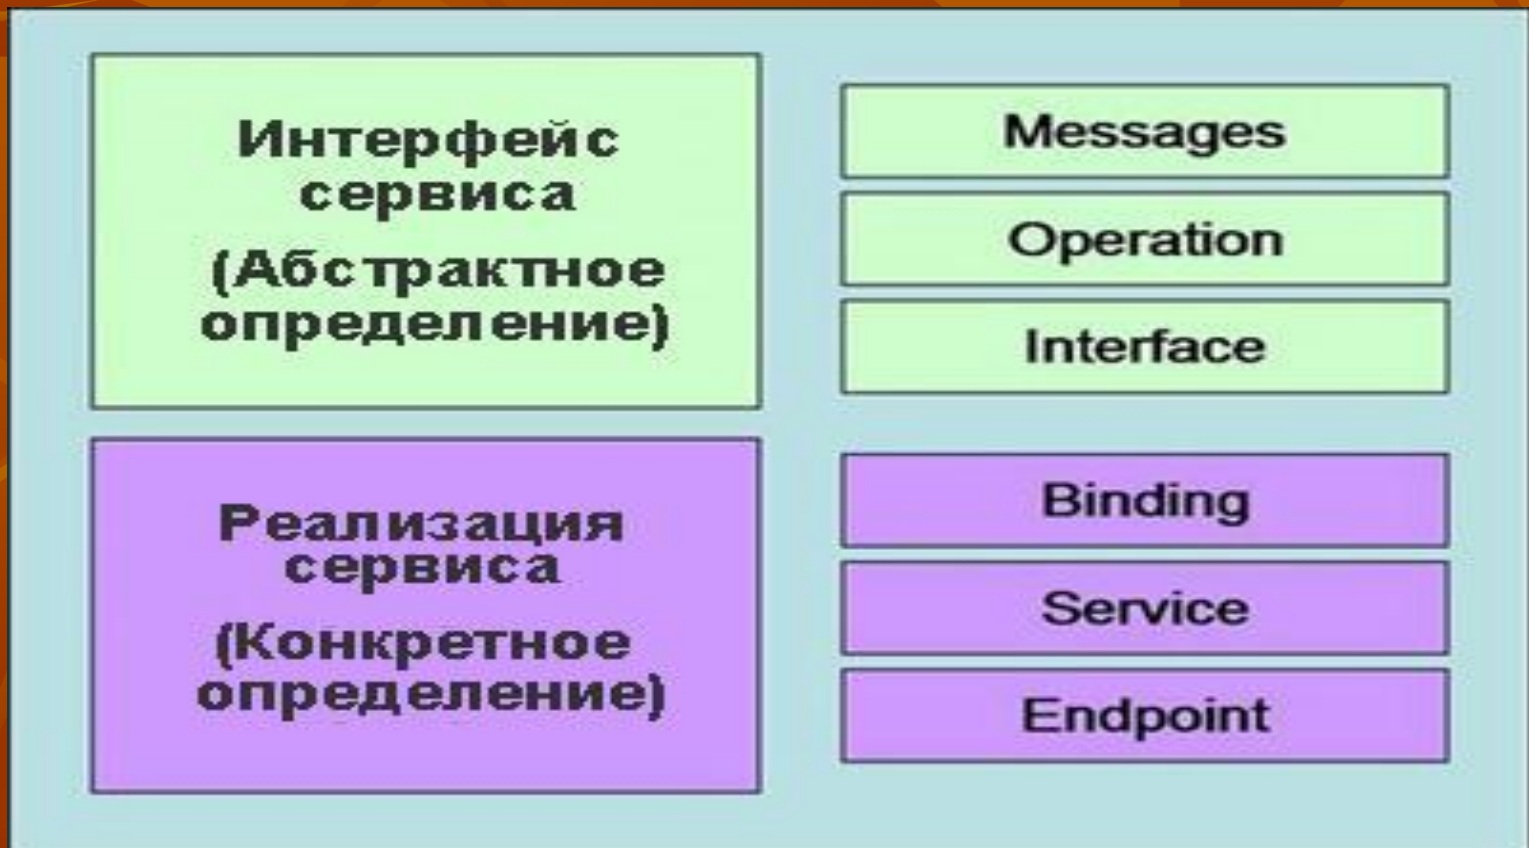 Интерфейс
сервиса
(Абстрактное
определение)
Messages
Operation
Interface
Реализация
сервиса
(Конкретное
определение)
Binding
Service
Endpoint